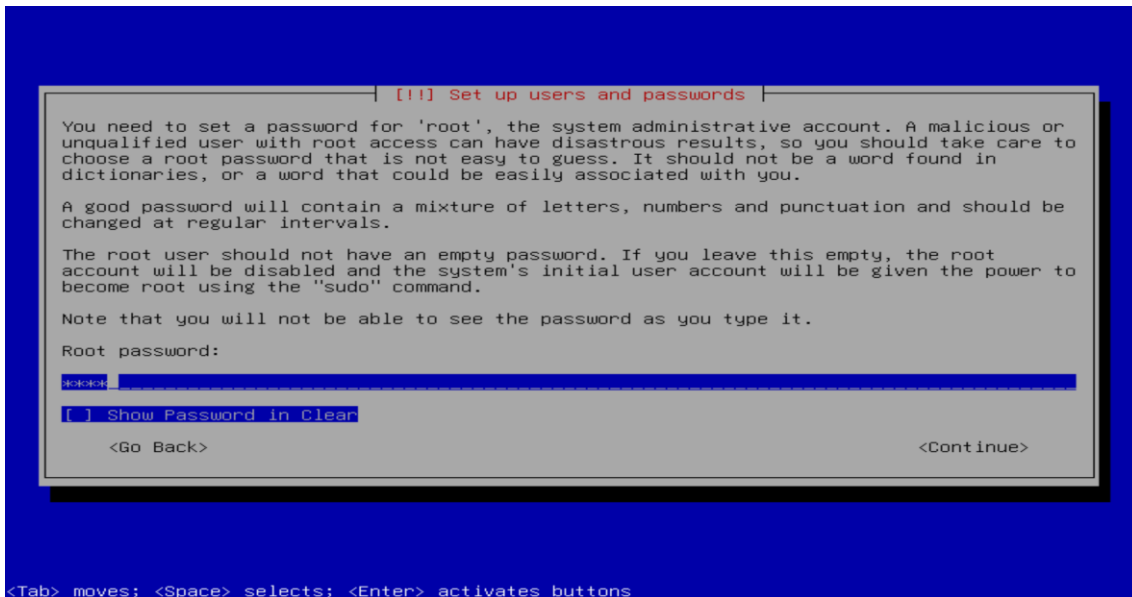 [!!] Set up users and passwords
You need to set a password for 'root', the system administrative account. A malicious or
unqualified user with root access can have disastrous results, so you should take care to
choose a root password that is not easy to guess. It should not be a word found in
dictionaries, or a word that could be easily associated with you.
A good password will contain a mixture of letters, numbers and punctuation and should be
changed at regular intervals.
The root user should not have an empty password. If you leave this empty, the root
account will be disabled and the system's initial user account will be given the power to
become root using the "sudo" command.
Note that you will not be able to see the password as you type it.
Root password:
****
[ ] Show Password in Clear
<Go Back> <Continue>
<Tab> moves; <Space> selects; <Enter> activates buttons